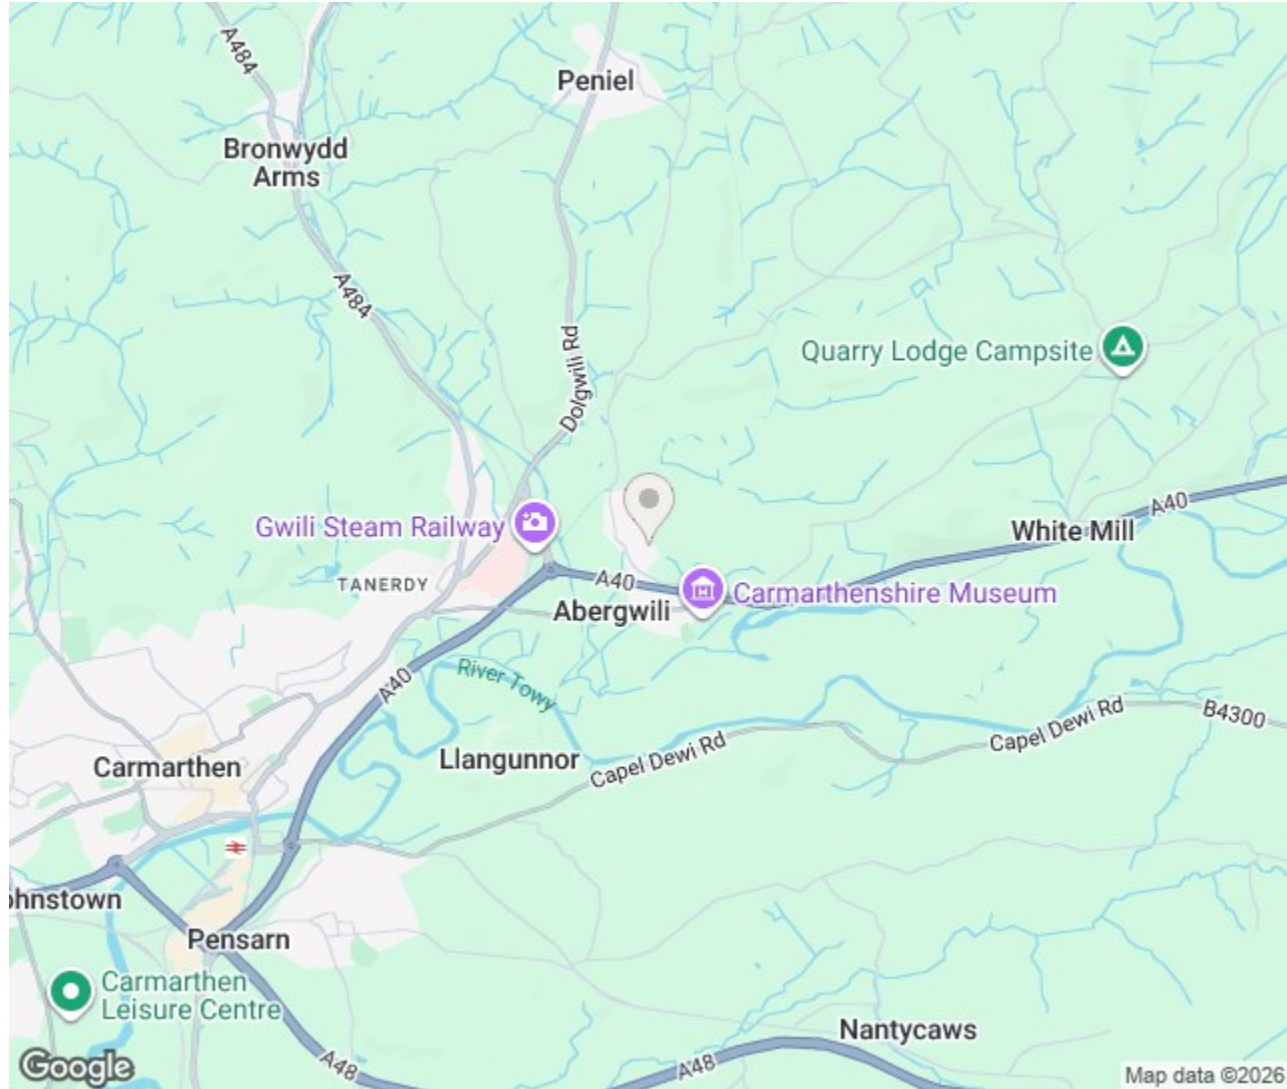 A484
Peniel
Bronwydd
Arms
A484
Dolgwili Rd
Quarry Lodge Campsite
A40
Gwili Steam Railway
White Mill
TANERDY
A40
Carmarthenshire Museum
Abergwili
River Towy
A40
Capel Dewi Rd
B4300
Llangunnor
Capel Dewi Rd
Carmarthen
ohnstown
Pensarn
Carmarthen
Leisure Centre
Nantycaws
A48
A48
Google
Map data ©2026